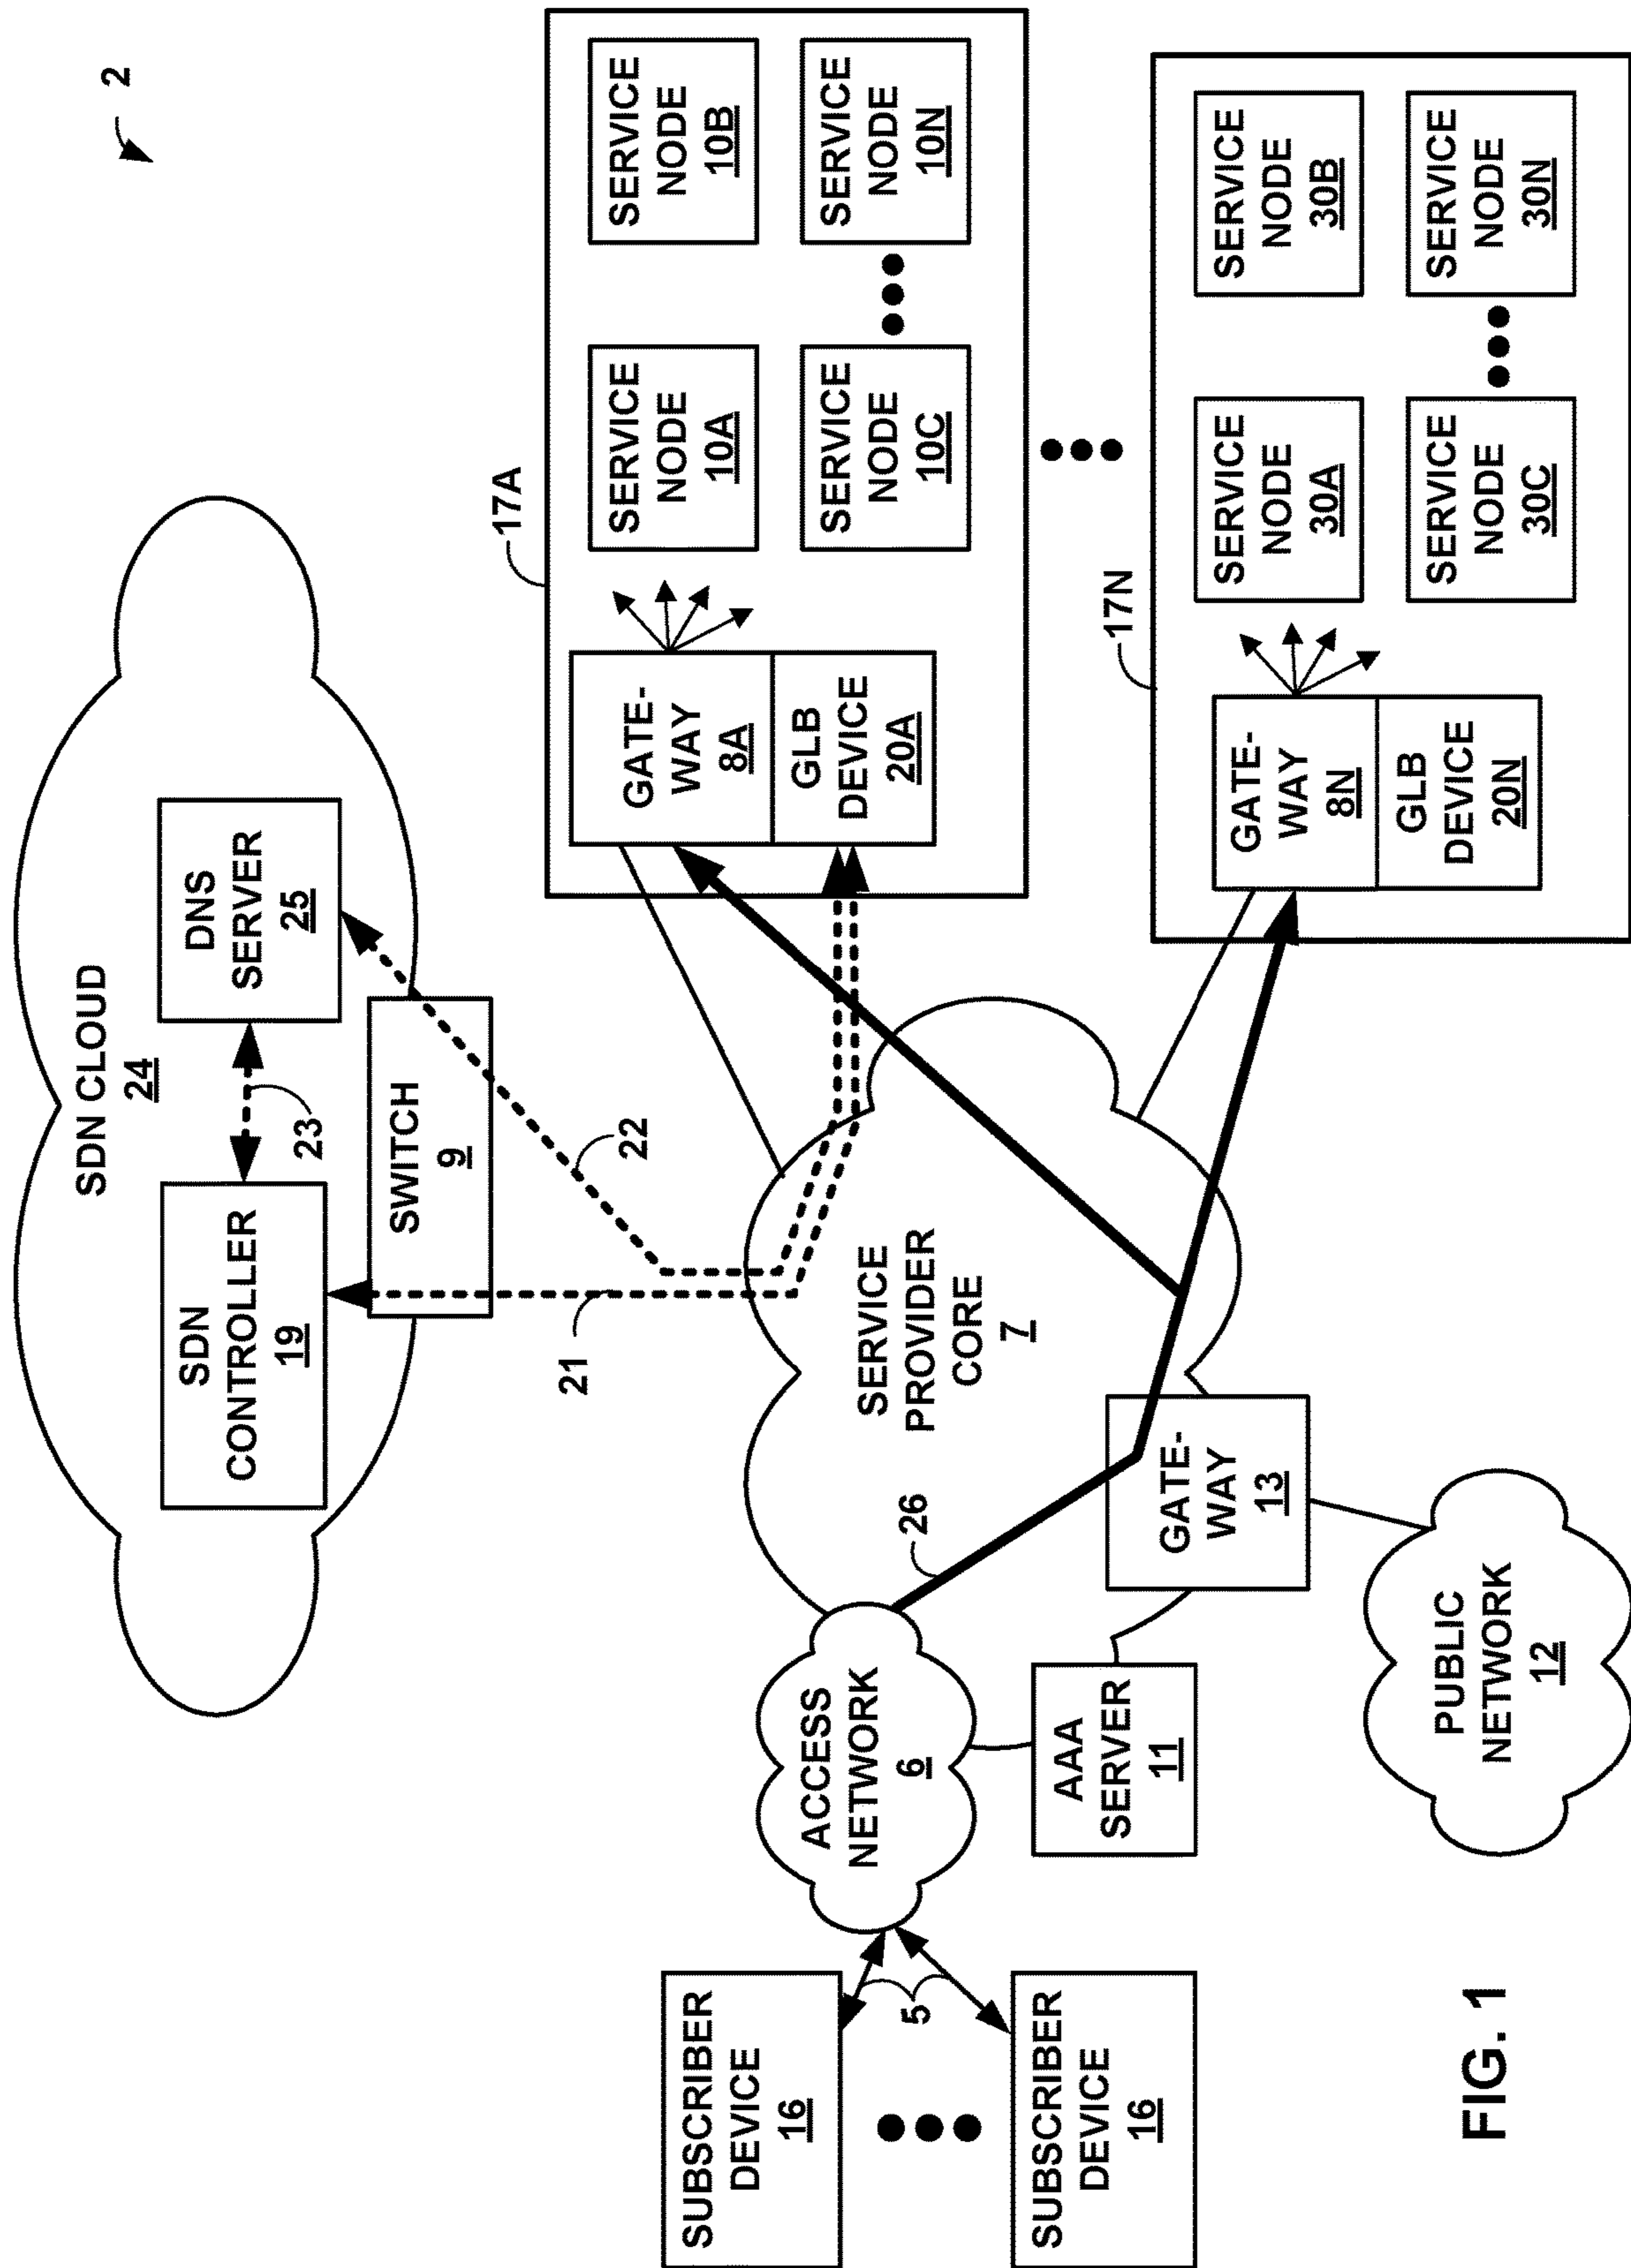 2
SDN CLOUD
24
SDN
CONTROLLER
19
23
DNS
SERVER
25
SWITCH
9
21
22
17A
GATE-
WAY
8A
GLB
DEVICE
20A
SERVICE
NODE
10A
SERVICE
NODE
10B
SERVICE
NODE
10C
SERVICE
NODE
10N
SUBSCRIBER
DEVICE
16
SUBSCRIBER
DEVICE
16
5
ACCESS
NETWORK
6
26
SERVICE
PROVIDER
CORE
7
AAA
SERVER
11
GATE-
WAY
13
PUBLIC
NETWORK
12
17N
GATE-
WAY
8N
GLB
DEVICE
20N
SERVICE
NODE
30A
SERVICE
NODE
30B
SERVICE
NODE
30C
SERVICE
NODE
30N
FIG. 1